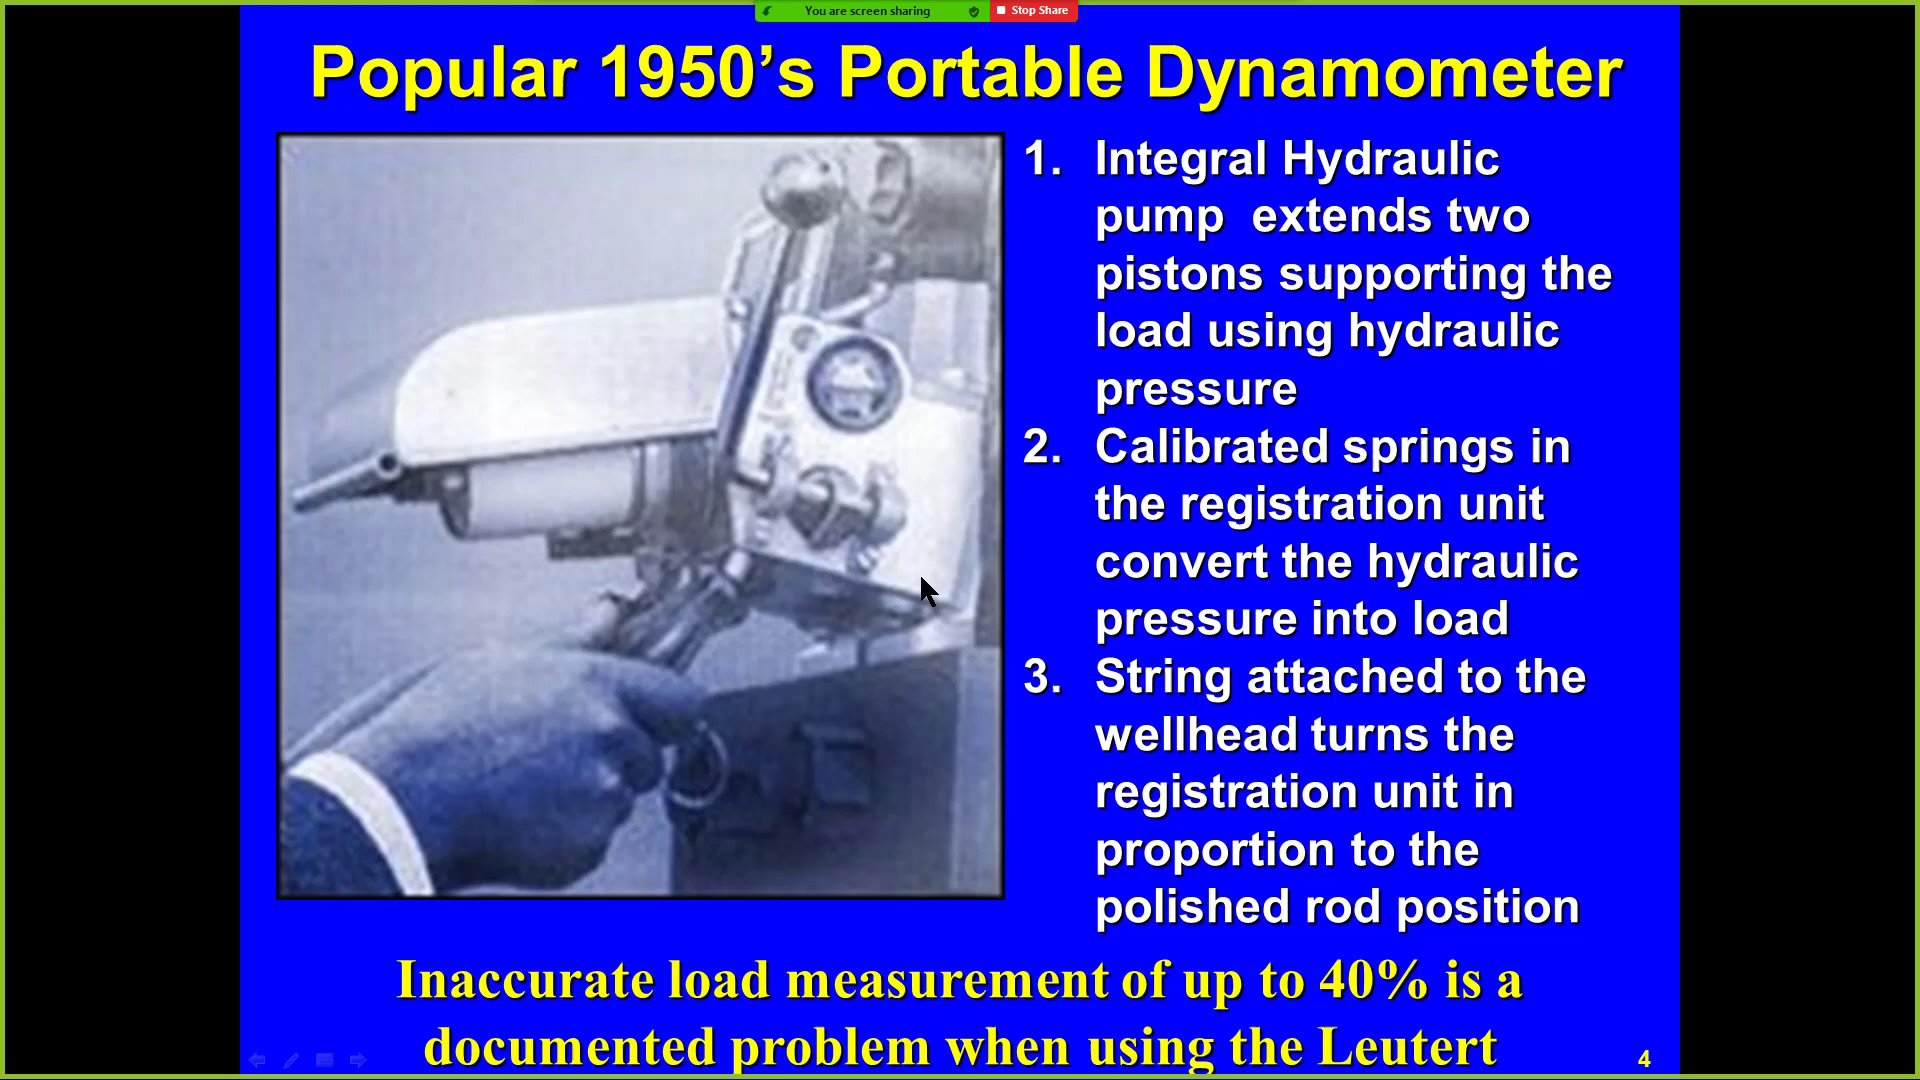 You are screen sharing
Stop Share
Popular 1950’s Portable Dynamometer
1. Integral Hydraulic
pump extends two
pistons supporting the
load using hydraulic
pressure
2. Calibrated springs in
the registration unit
convert the hydraulic
pressure into load
3. String attached to the
wellhead turns the
registration unit in
proportion to the
polished rod position
Inaccurate load measurement of up to 40% is a
documented problem when using the Leutert
4